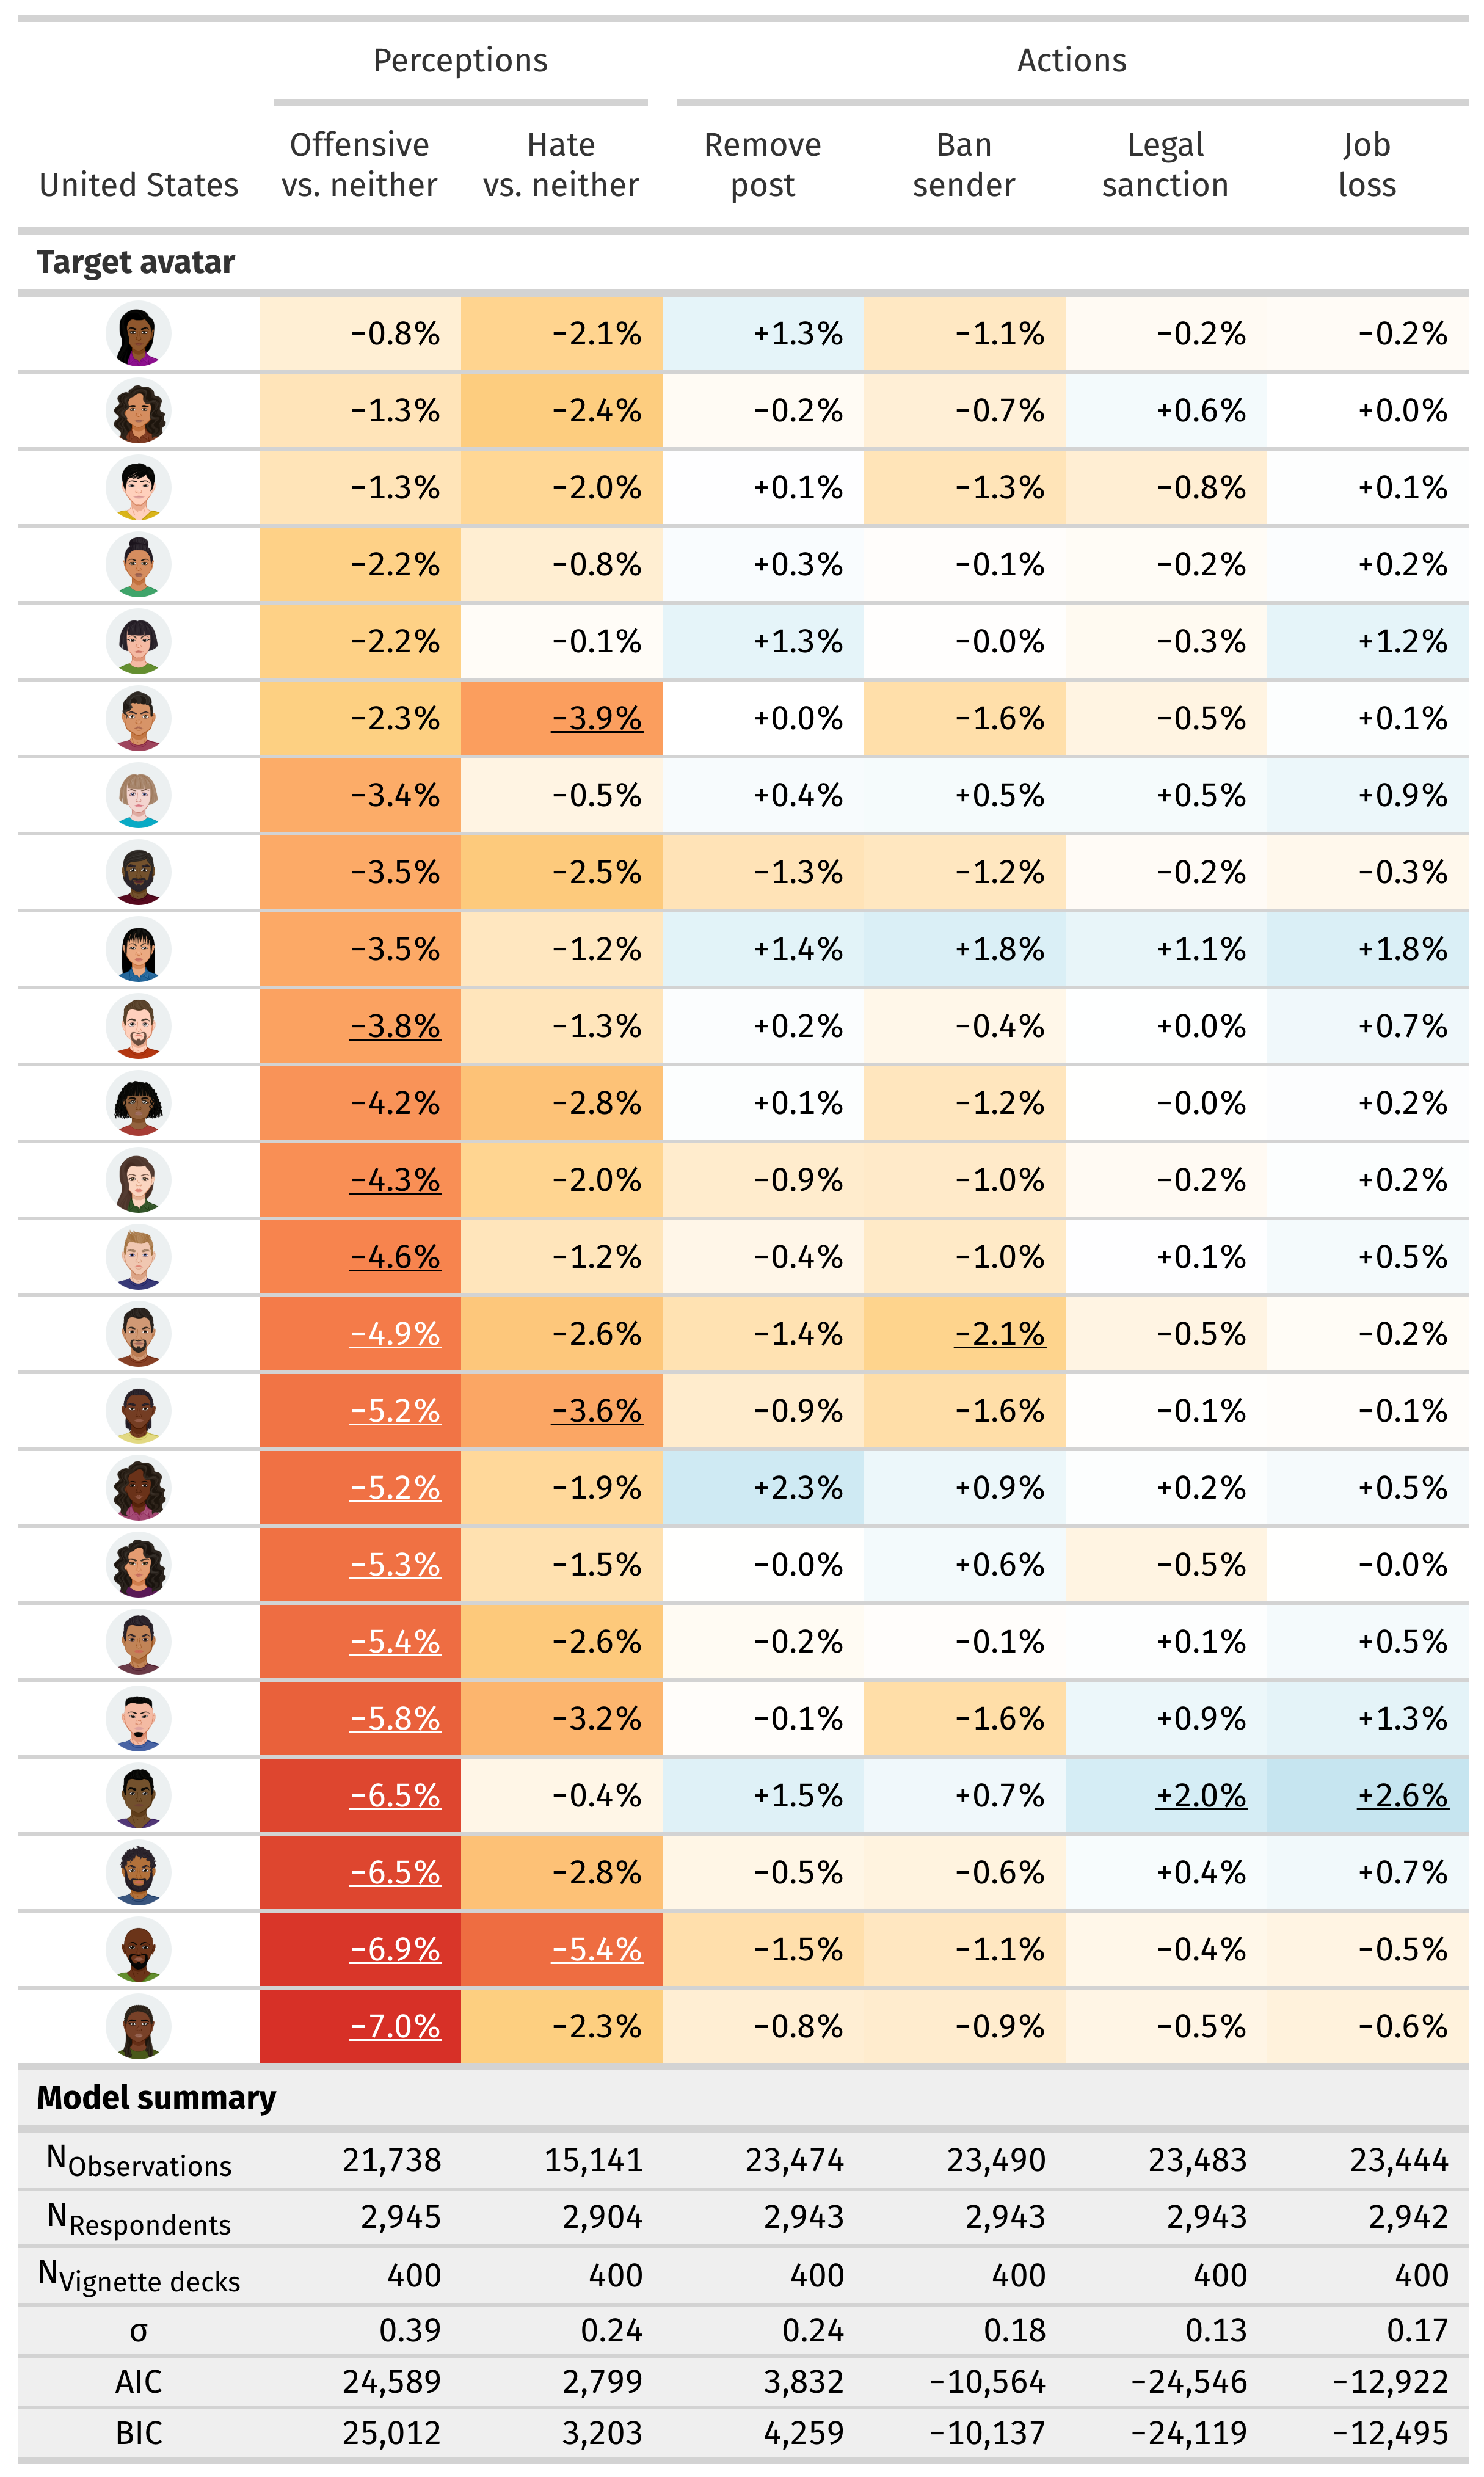 Perceptions Actions
Offensive Hate Remove Ban Legal Job
United States vs. neither vs. neither post sender sanction loss
Target avatar
−0.8% −2.1% +1.3% −1.1% −0.2% −0.2%
−1.3% −2.4% −0.2% −0.7% +0.6% +0.0%
−1.3% −2.0% +0.1% −1.3% −0.8% +0.1%
−2.2% −0.8% +0.3% −0.1% −0.2% +0.2%
−2.2% −0.1% +1.3% −0.0% −0.3% +1.2%
−2.3% −3.9% +0.0% −1.6% −0.5% +0.1%
−3.4% −0.5% +0.4% +0.5% +0.5% +0.9%
−3.5% −2.5% −1.3% −1.2% −0.2% −0.3%
−3.5% −1.2% +1.4% +1.8% +1.1% +1.8%
−3.8% −1.3% +0.2% −0.4% +0.0% +0.7%
−4.2% −2.8% +0.1% −1.2% −0.0% +0.2%
−4.3% −2.0% −0.9% −1.0% −0.2% +0.2%
−4.6% −1.2% −0.4% −1.0% +0.1% +0.5%
−4.9% −2.6% −1.4% −2.1% −0.5% −0.2%
−5.2% −3.6% −0.9% −1.6% −0.1% −0.1%
−5.2% −1.9% +2.3% +0.9% +0.2% +0.5%
−5.3% −1.5% −0.0% +0.6% −0.5% −0.0%
−5.4% −2.6% −0.2% −0.1% +0.1% +0.5%
−5.8% −3.2% −0.1% −1.6% +0.9% +1.3%
−6.5% −0.4% +1.5% +0.7% +2.0% +2.6%
−6.5% −2.8% −0.5% −0.6% +0.4% +0.7%
−6.9% −5.4% −1.5% −1.1% −0.4% −0.5%
−7.0% −2.3% −0.8% −0.9% −0.5% −0.6%
Model summary
NObservations 21,738 15,141 23,474 23,490 23,483 23,444
NRespondents 2,945 2,904 2,943 2,943 2,943 2,942
NVignette decks 400 400 400 400 400 400
σ 0.39 0.24 0.24 0.18 0.13 0.17
AIC 24,589 2,799 3,832 −10,564 −24,546 −12,922
BIC 25,012 3,203 4,259 −10,137 −24,119 −12,495